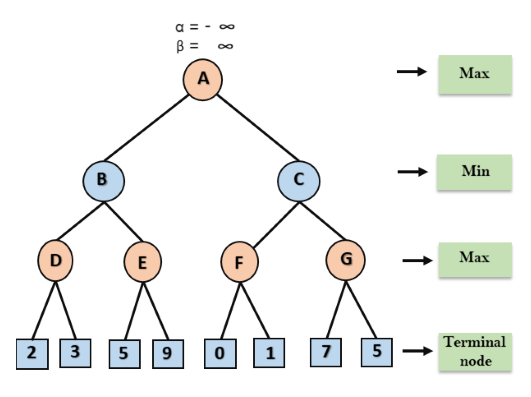 α = - ∞
β = ∞
A
Max
B
C
Min
D
E
F
G
Max
2
3
5
9
0
1
7
5
Terminal
node